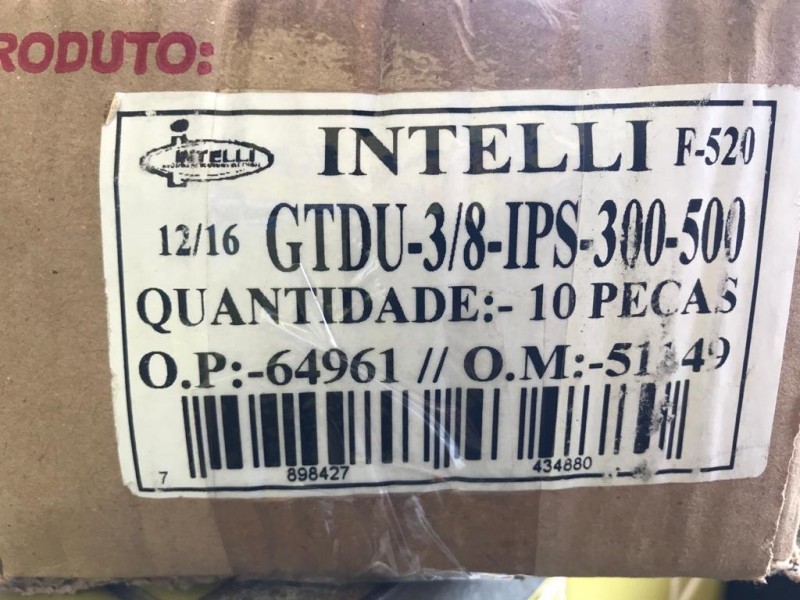 RODUTO:
INTELLI
INTELLI F-520
12/16 GTDU-3/8-IPS-300-500
QUANTIDADE:- 10 PECAS
O.P:-64961 // O.M:-51149
7 898427 434880